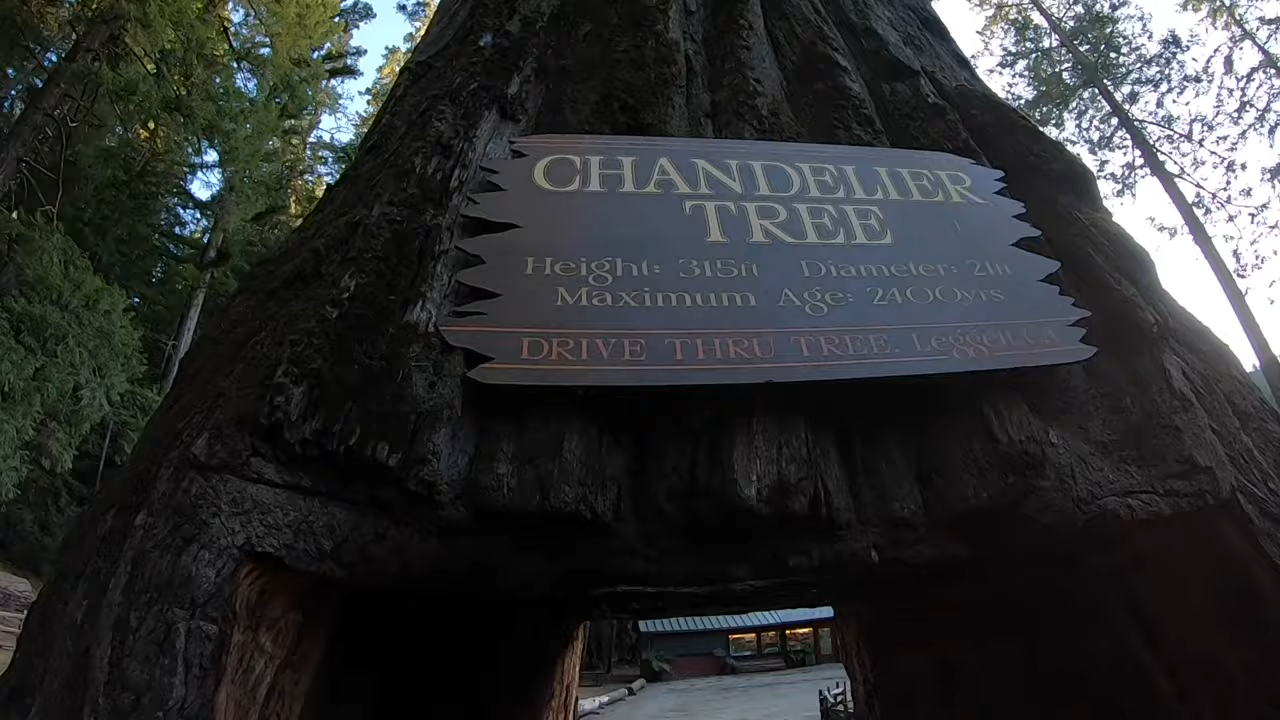 CHANDELIER
TREE
Height: 315ft Diameter: 21ft
Maximum Age: 2400yrs
DRIVE THRU TREE. Leggett, CA